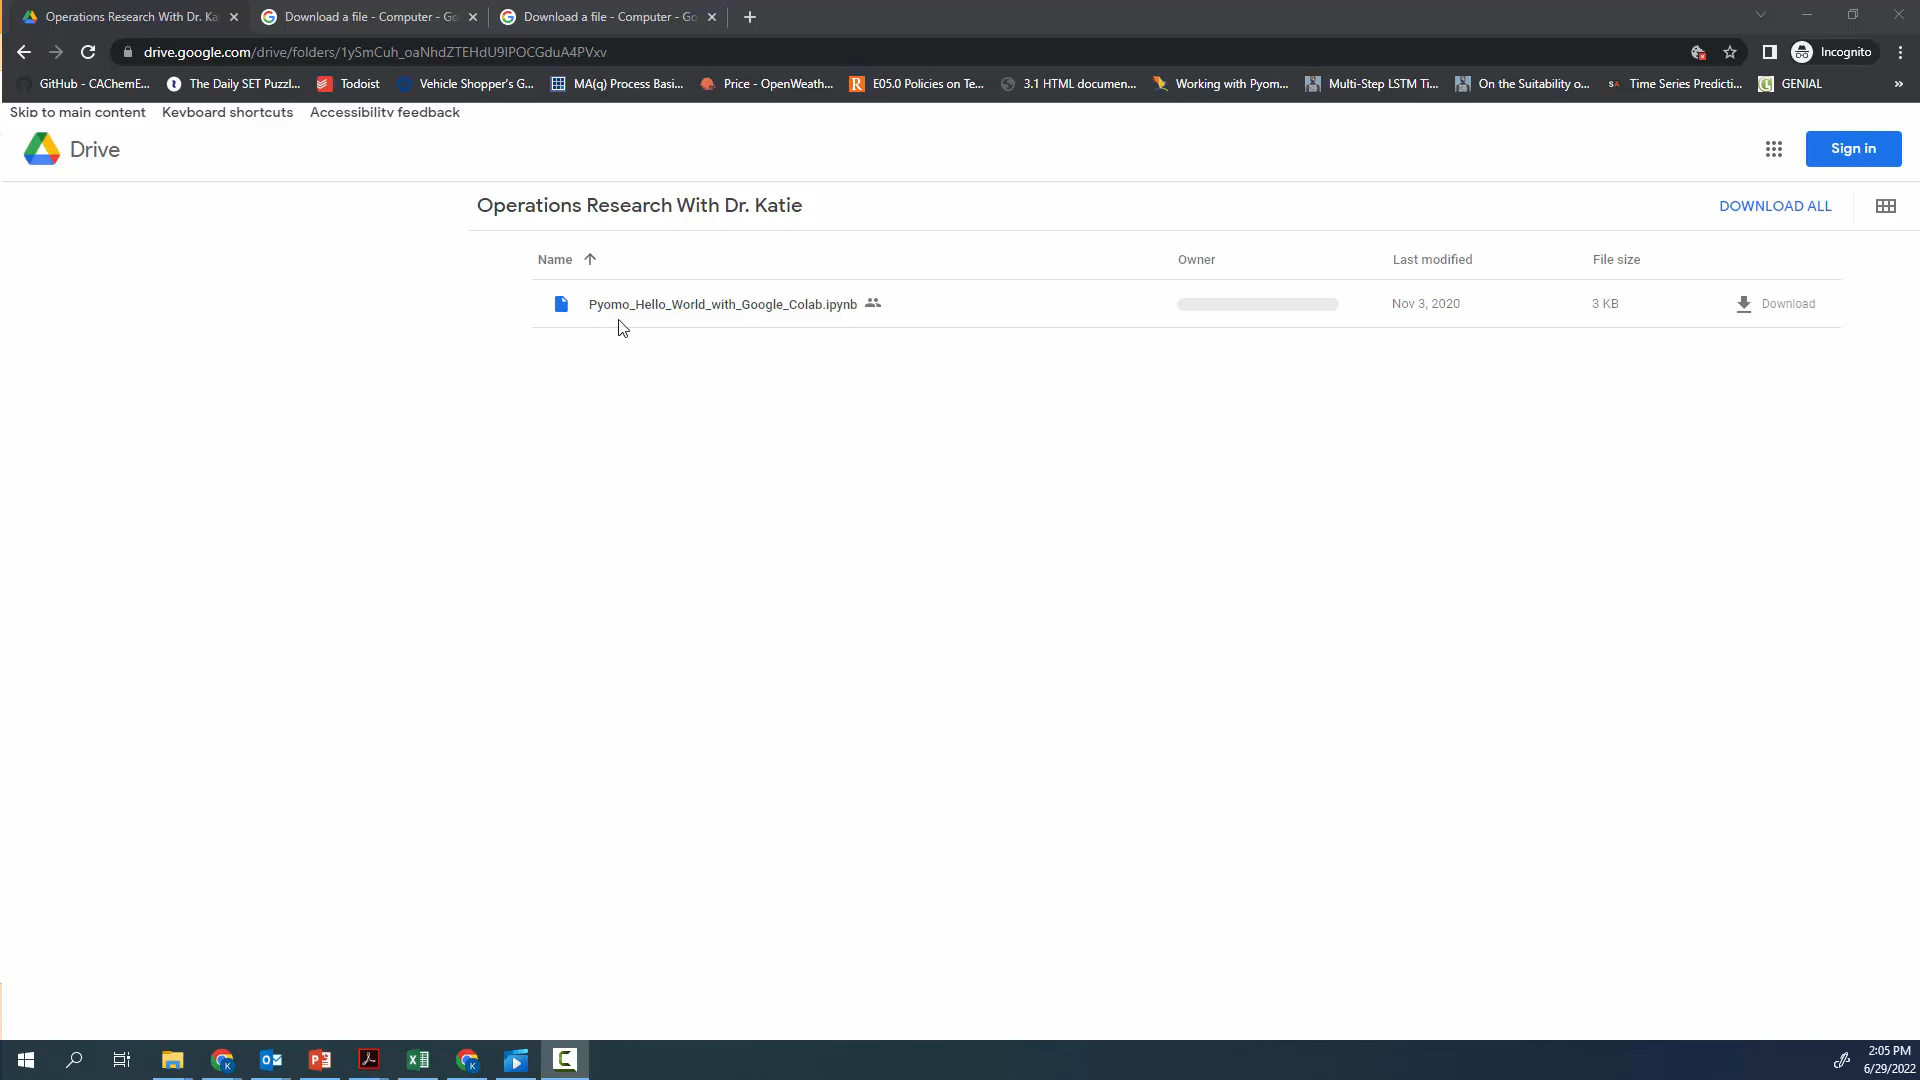 Operations Research With Dr. Ka
Download a file - Computer - Go
Download a file - Computer - Go
drive.google.com/drive/folders/1ySmCuh_oaNhdZTEHdU9IPOCGduA4PVxv
Incognito
GitHub - CAChemE...
The Daily SET Puzzl...
Todoist
Vehicle Shopper's G...
MA(q) Process Basi...
Price - OpenWeath...
E05.0 Policies on Te...
3.1 HTML documen...
Working with Pyom...
Multi-Step LSTM Ti...
On the Suitability o...
Time Series Predicti...
GENIAL
Skip to main content
Keyboard shortcuts
Accessibility feedback
Drive
Sign in
Operations Research With Dr. Katie
DOWNLOAD ALL
Name
Owner
Last modified
File size
Pyomo_Hello_World_with_Google_Colab.ipynb
Nov 3, 2020
3 KB
Download
2:05 PM
6/29/2022